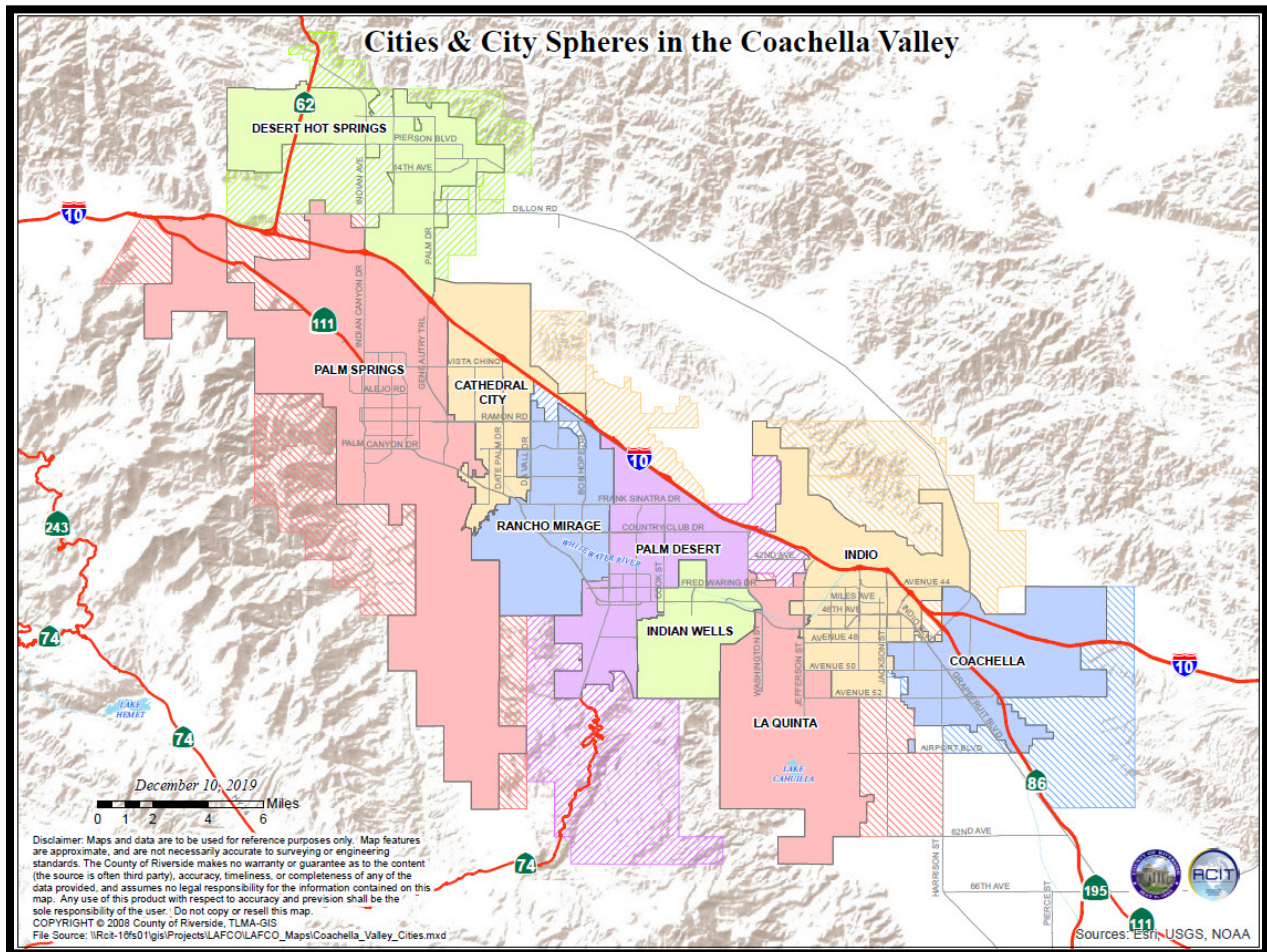 Cities & City Spheres in the Coachella Valley
62
DESERT HOT SPRINGS
PIERSON BLVD
14TH AVE
INDIAN AVE
10
DILLON RD
PALM DR
INDIAN CANYON DR
111
GENE AUTRY TRL
VISTA CHINO
PALM SPRINGS
ALEJO RD
CATHEDRAL
CITY
RAMON RD
PALM CANYON DR
DATE PALM DR
DA VALL DR
BOB HOPE DR
10
FRANK SINATRA DR
RANCHO MIRAGE
COUNTRY CLUB DR
WHITEWATER RIVER
PALM DESERT
42ND AVE
INDIO
243
COOK ST
FRED WARING DR
AVENUE 44
MILES AVE
48TH AVE
74
INDIAN WELLS
AVENUE 48
WASHINGTON ST
JEFFERSON ST
JACKSON ST
AVENUE 50
COACHELLA
10
AVENUE 52
GRAPEFRUIT BLVD
LAKE
HEMET
74
LA QUINTA
AIRPORT BLVD
LAKE
CAHUILLA
86
December 10, 2019
Miles
0 1 2 4 6
62ND AVE
74
HARRISON ST
66TH AVE
PIERCE ST
195
111
RCIT
Disclaimer: Maps and data are to be used for reference purposes only. Map features
are approximate, and are not necessarily accurate to surveying or engineering
standards. The County of Riverside makes no warranty or guarantee as to the content
(the source is often third party), accuracy, timeliness, or completeness of any of the
data provided, and assumes no legal responsibility for the information contained on this
map. Any use of this product with respect to accuracy and prevision shall be the
sole responsibility of the user. Do not copy or resell this map.
COPYRIGHT © 2008 County of Riverside, TLMA-GIS
File Source: \\Rcit-16fs01\gis\Projects\LAFCO\LAFCO_Maps\Coachella_Valley_Cities.mxd
Sources: Esri, USGS, NOAA